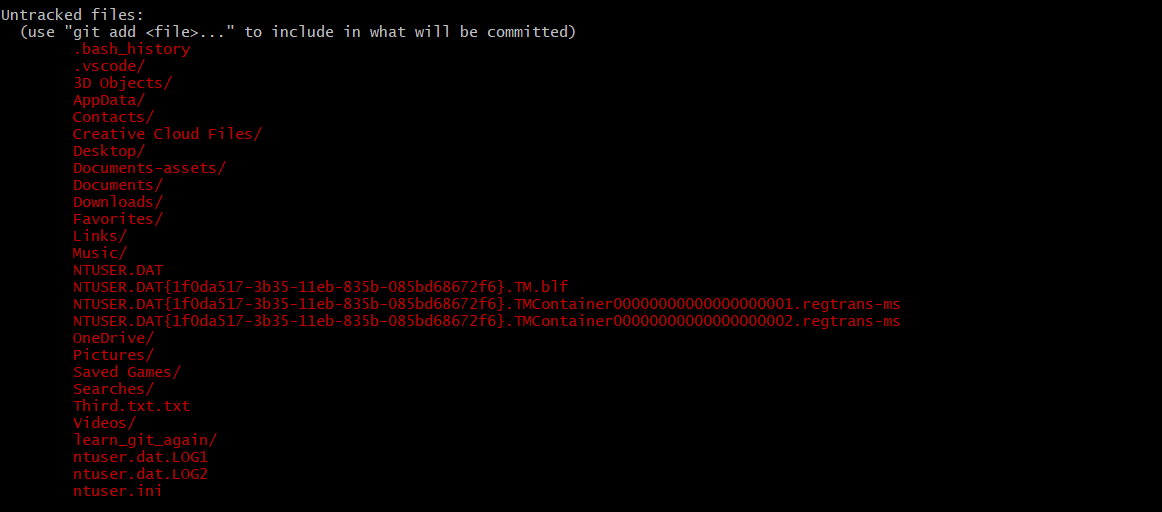 Untracked files:
(use "git add <file>..." to include in what will be committed)
.bash_history
.vscode/
3D Objects/
AppData/
Contacts/
Creative Cloud Files/
Desktop/
Documents-assets/
Documents/
Downloads/
Favorites/
Links/
Music/
NTUSER.DAT
NTUSER.DAT{1f0da517-3b35-11eb-835b-085bd68672f6}.TM.blf
NTUSER.DAT{1f0da517-3b35-11eb-835b-085bd68672f6}.TMContainer00000000000000000001.regtrans-ms
NTUSER.DAT{1f0da517-3b35-11eb-835b-085bd68672f6}.TMContainer00000000000000000002.regtrans-ms
OneDrive/
Pictures/
Saved Games/
Searches/
Third.txt.txt
Videos/
learn_git_again/
ntuser.dat.LOG1
ntuser.dat.LOG2
ntuser.ini